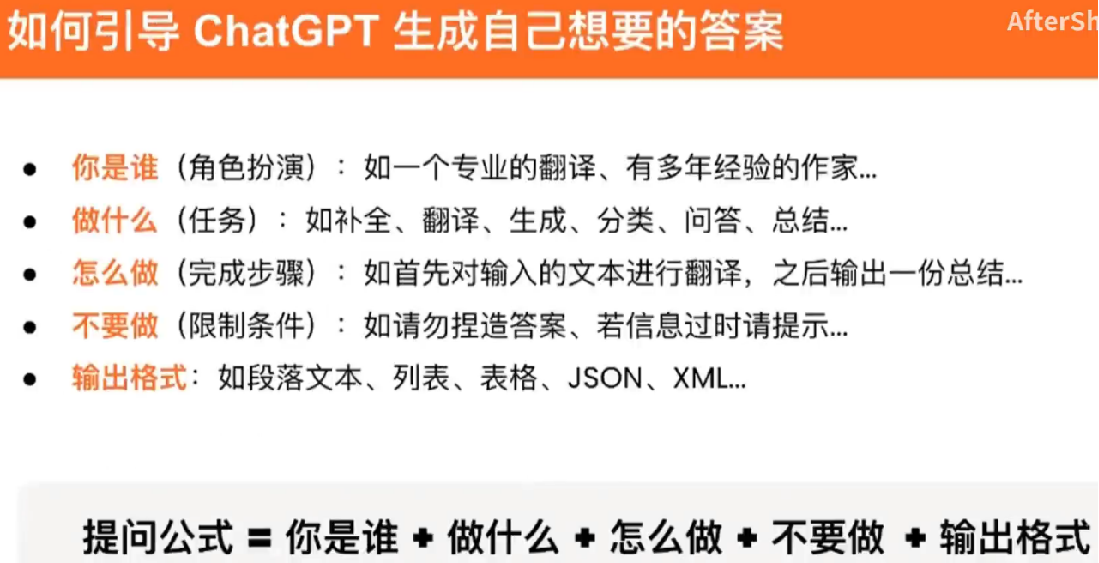 如何引导 ChatGPT 生成自己想要的答案
AfterSh
● 你是谁（角色扮演）：如一个专业的翻译、有多年经验的作家...
● 做什么（任务）：如补全、翻译、生成、分类、问答、总结...
● 怎么做（完成步骤）：如首先对输入的文本进行翻译，之后输出一份总结...
● 不要做（限制条件）：如请勿捏造答案、若信息过时请提示...
● 输出格式：如段落文本、列表、表格、JSON、XML...
提问公式 = 你是谁 + 做什么 + 怎么做 + 不要做 + 输出格式